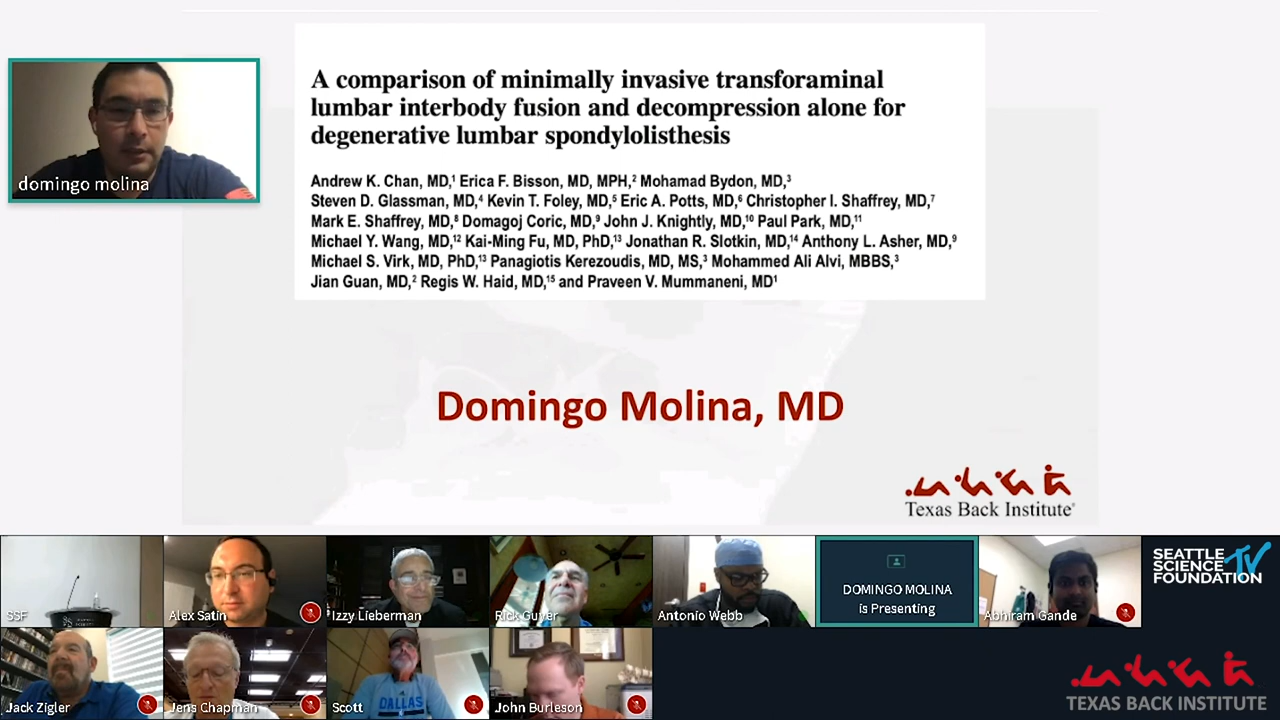 A comparison of minimally invasive transforaminal
lumbar interbody fusion and decompression alone for
degenerative lumbar spondylolisthesis
Andrew K. Chan, MD,¹ Erica F. Bisson, MD, MPH,² Mohamad Bydon, MD,³
Steven D. Glassman, MD,⁴ Kevin T. Foley, MD,⁵ Eric A. Potts, MD,⁶ Christopher I. Shaffrey, MD,⁷
Mark E. Shaffrey, MD,⁸ Domagoj Coric, MD,⁹ John J. Knightly, MD,¹⁰ Paul Park, MD,¹¹
Michael Y. Wang, MD,¹² Kai-Ming Fu, MD, PhD,¹³ Jonathan R. Slotkin, MD,¹⁴ Anthony L. Asher, MD,⁹
Michael S. Virk, MD, PhD,¹³ Panagiotis Kerezoudis, MD, MS,³ Mohammed Ali Alvi, MBBS,³
Jian Guan, MD,² Regis W. Haid, MD,¹⁵ and Praveen V. Mummaneni, MD¹
domingo molina
Domingo Molina, MD
Texas Back Institute
SSF
Alex Satin
Izzy Lieberman
Rick Guyer
Antonio Webb
DOMINGO MOLINA
is Presenting
Abhiram Gande
SEATTLE
SCIENCE
FOUNDATION
TV
Jack Zigler
Jens Chapman
Scott
DALLAS
John Burleson
TEXAS BACK INSTITUTE